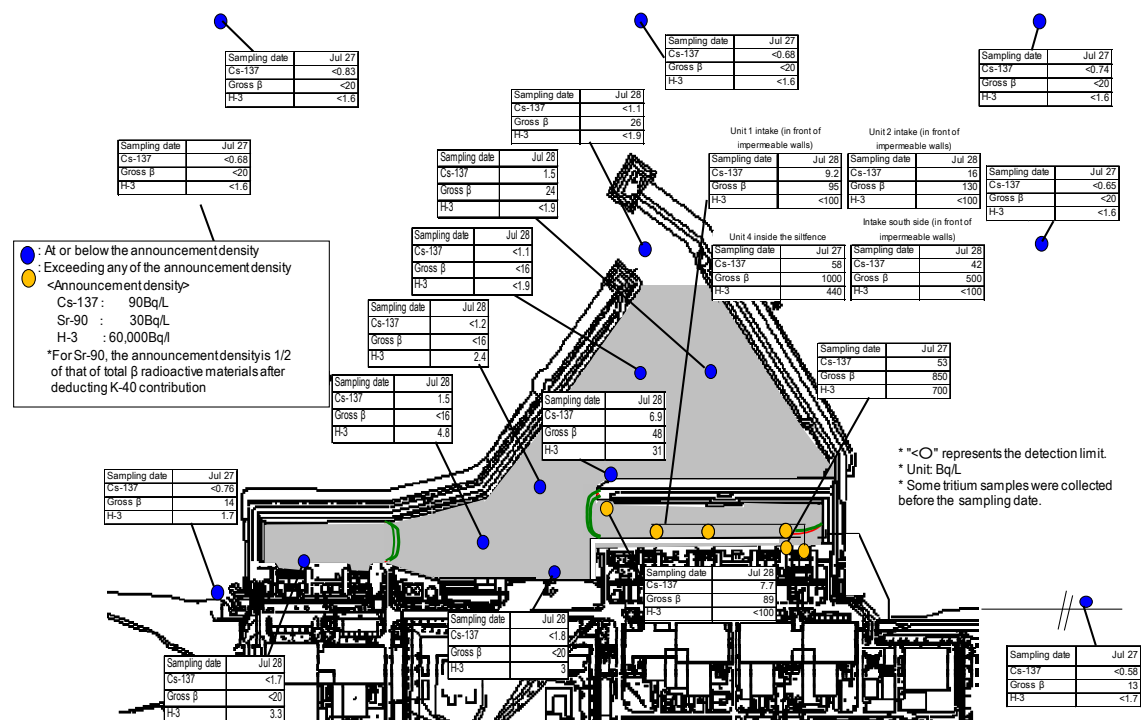 Sampling date Jul 27
Cs-137 <0.83
Gross β <20
H-3 <1.6
Sampling date Jul 27
Cs-137 <0.68
Gross β <20
H-3 <1.6
Sampling date Jul 27
Cs-137 <0.74
Gross β <20
H-3 <1.6
Sampling date Jul 28
Cs-137 <1.1
Gross β 26
H-3 <1.9
Sampling date Jul 27
Cs-137 <0.68
Gross β <20
H-3 <1.6
Sampling date Jul 28
Cs-137 1.5
Gross β 24
H-3 <1.9
Unit 1 intake (in front of
impermeable walls)
Sampling date Jul 28
Cs-137 9.2
Gross β 95
H-3 <100
Unit 2 intake (in front of
impermeable walls)
Sampling date Jul 28
Cs-137 16
Gross β 130
H-3 <100
Sampling date Jul 27
Cs-137 <0.65
Gross β <20
H-3 <1.6
Sampling date Jul 28
Cs-137 <1.1
Gross β <16
H-3 <1.9
Unit 4 inside the siltfence
Sampling date Jul 27
Cs-137 58
Gross β 1000
H-3 440
Intake south side (in front of
impermeable walls)
Sampling date Jul 28
Cs-137 42
Gross β 500
H-3 <100
: At or below the announcement density
: Exceeding any of the announcement density
<Announcement density>
Cs-137 : 90Bq/L
Sr-90 : 30Bq/L
H-3 : 60,000Bq/l
*For Sr-90, the announcement density is 1/2
of that of total β radioactive materials after
deducting K-40 contribution
Sampling date Jul 28
Cs-137 <1.2
Gross β <16
H-3 2.4
Sampling date Jul 28
Cs-137 53
Gross β 850
H-3 700
Sampling date Jul 28
Cs-137 1.5
Gross β <16
H-3 4.8
Sampling date Jul 28
Cs-137 6.9
Gross β 48
H-3 31
* "<○" represents the detection limit.
* Unit: Bq/L
* Some tritium samples were collected
before the sampling date.
Sampling date Jul 27
Cs-137 <0.76
Gross β 14
H-3 1.7
Sampling date Jul 28
Cs-137 7.7
Gross β 89
H-3 <100
Sampling date Jul 28
Cs-137 <1.8
Gross β <20
H-3 3
Sampling date Jul 28
Cs-137 <1.7
Gross β <20
H-3 3.3
Sampling date Jul 27
Cs-137 <0.58
Gross β 13
H-3 <1.7